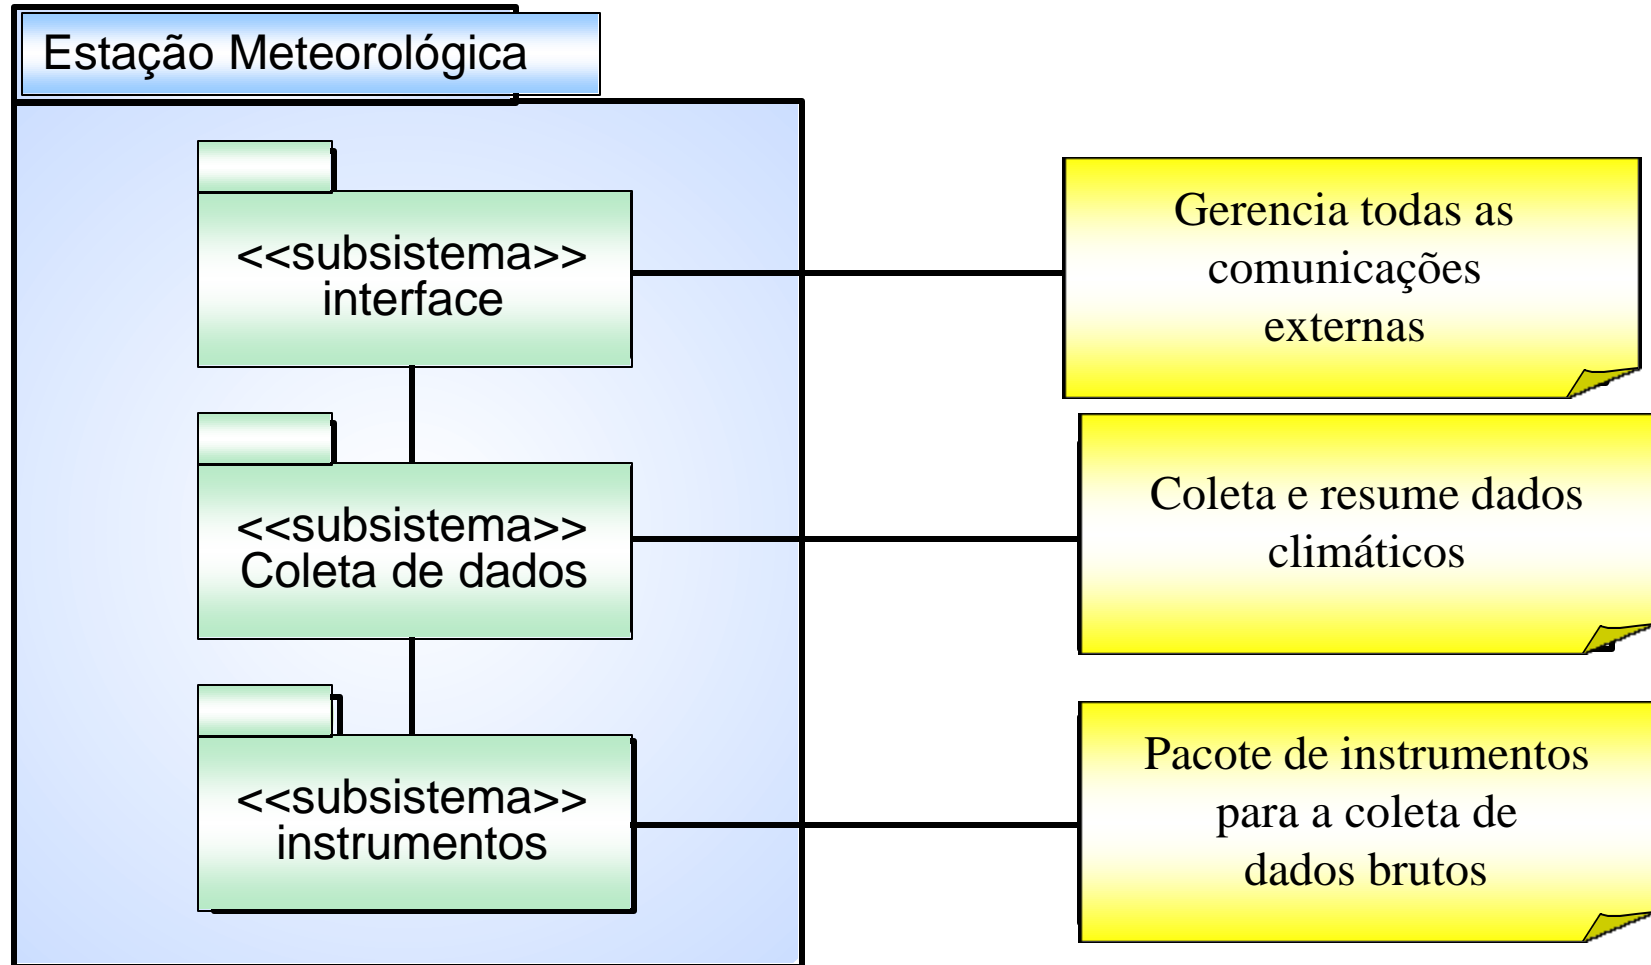 Estação Meteorológica
<<subsistema>>
interface
Gerencia todas as
comunicações
externas
<<subsistema>>
Coleta de dados
Coleta e resume dados
climáticos
<<subsistema>>
instrumentos
Pacote de instrumentos
para a coleta de
dados brutos